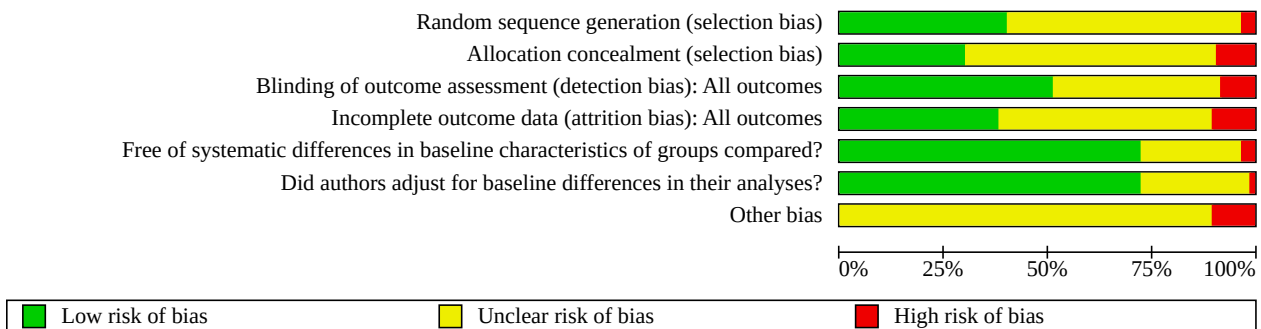 Random sequence generation (selection bias)
Allocation concealment (selection bias)
Blinding of outcome assessment (detection bias): All outcomes
Incomplete outcome data (attrition bias): All outcomes
Free of systematic differences in baseline characteristics of groups compared?
Did authors adjust for baseline differences in their analyses?
Other bias
0% 25% 50% 75% 100%
Low risk of bias Unclear risk of bias High risk of bias